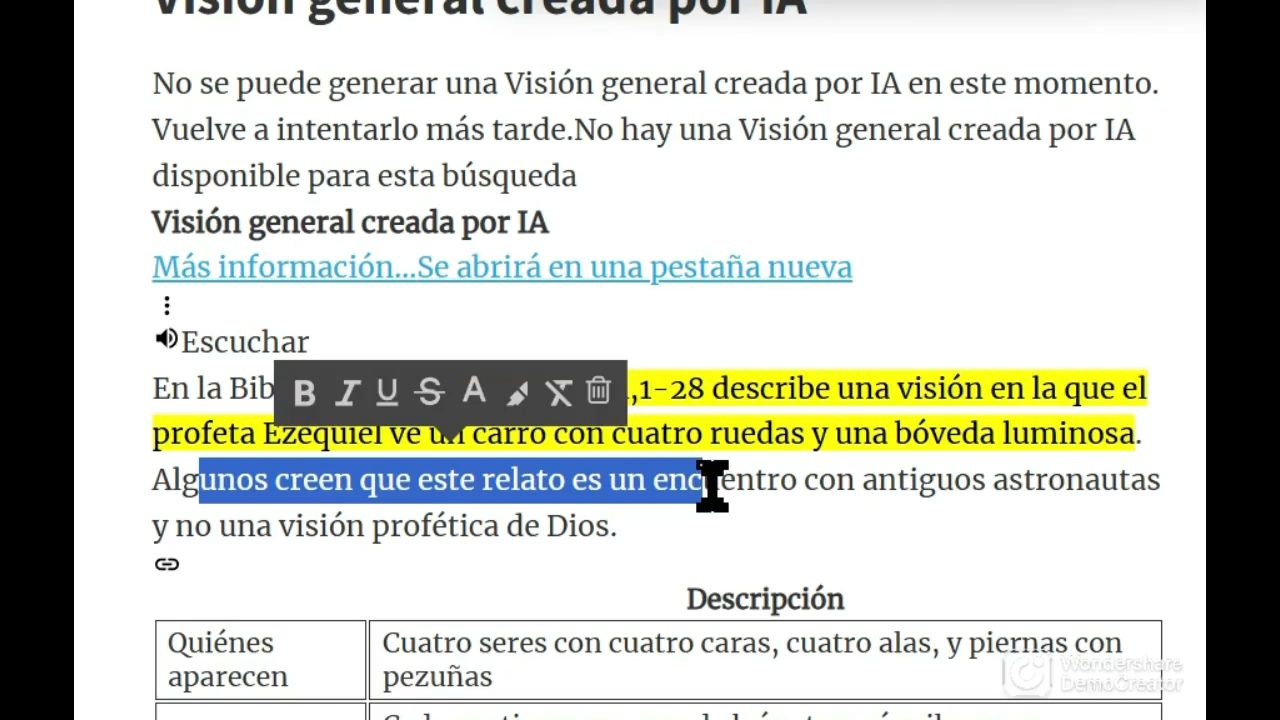 Visión general creada por IA
No se puede generar una Visión general creada por IA en este momento.
Vuelve a intentarlo más tarde.No hay una Visión general creada por IA
disponible para esta búsqueda
Visión general creada por IA
Más información...Se abrirá en una pestaña nueva
Escuchar
En la Bib ,1-28 describe una visión en la que el
B I U S A
profeta Ezequiel ve un carro con cuatro ruedas y una bóveda luminosa.
Algunos creen que este relato es un encuentro con antiguos astronautas
y no una visión profética de Dios.
Descripción
Quiénes aparecen
Cuatro seres con cuatro caras, cuatro alas, y piernas con
pezuñas
Wondershare
DemoCreator